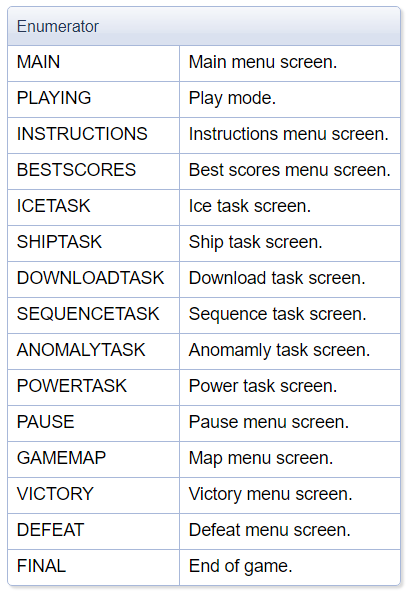 Enumerator
MAIN Main menu screen.
PLAYING Play mode.
INSTRUCTIONS Instructions menu screen.
BESTSCORES Best scores menu screen.
ICETASK Ice task screen.
SHIPTASK Ship task screen.
DOWNLOADTASK Download task screen.
SEQUENCETASK Sequence task screen.
ANOMALYTASK Anomamly task screen.
POWERTASK Power task screen.
PAUSE Pause menu screen.
GAMEMAP Map menu screen.
VICTORY Victory menu screen.
DEFEAT Defeat menu screen.
FINAL End of game.